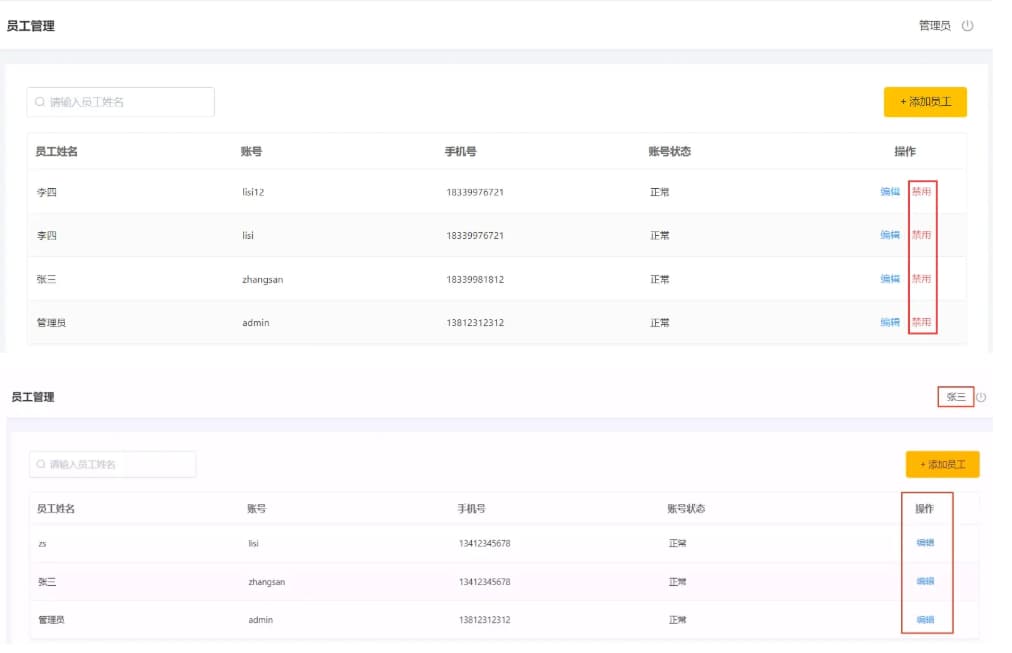 员工管理 管理员
请输入员工姓名 + 添加员工
员工姓名 账号 手机号 账号状态 操作
李四 lisi12 18339976721 正常 编辑 禁用
李四 lisi 18339976721 正常 编辑 禁用
张三 zhangsan 18339981812 正常 编辑 禁用
管理员 admin 13812312312 正常 编辑 禁用
员工管理 张三
请输入员工姓名 + 添加员工
员工姓名 账号 手机号 账号状态 操作
zs lisi 13412345678 正常 编辑
张三 zhangsan 13412345678 正常 编辑
管理员 admin 13812312312 正常 编辑